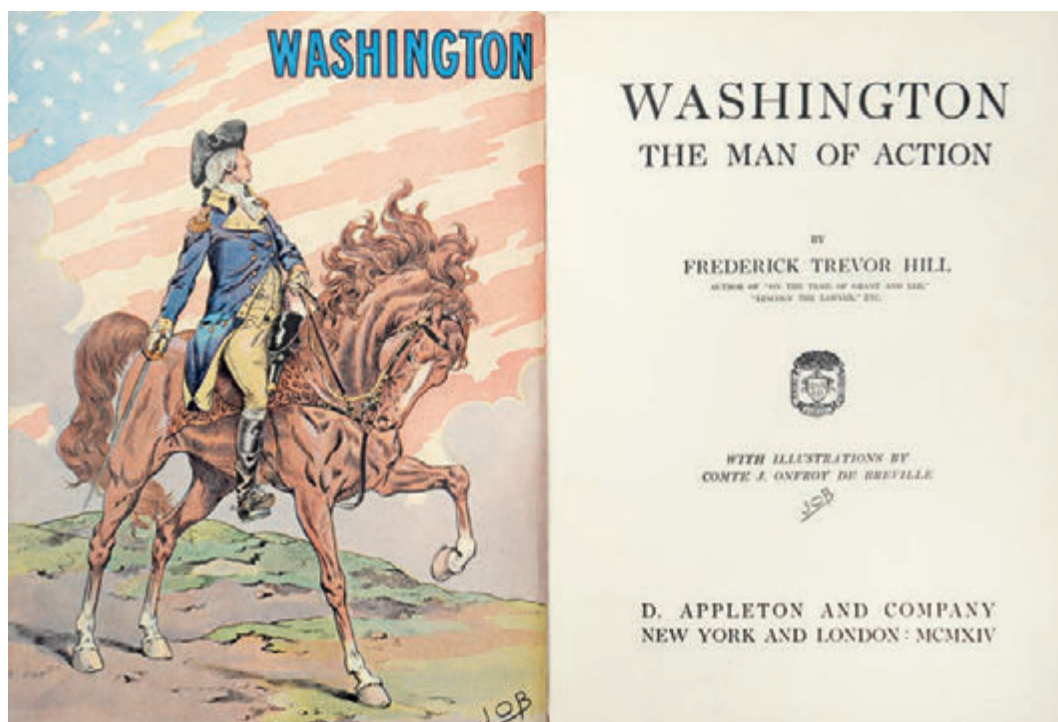 WASHINGTON
JOB
WASHINGTON
THE MAN OF ACTION
BY
FREDERICK TREVOR HILL
AUTHOR OF "ON THE TRAIL OF GRANT AND LEE,"
"LINCOLN THE LAWYER," ETC.
WITH ILLUSTRATIONS BY
COMTE J. ONFROY DE BREVILLE
JOB
D. APPLETON AND COMPANY
NEW YORK AND LONDON : MCMXIV